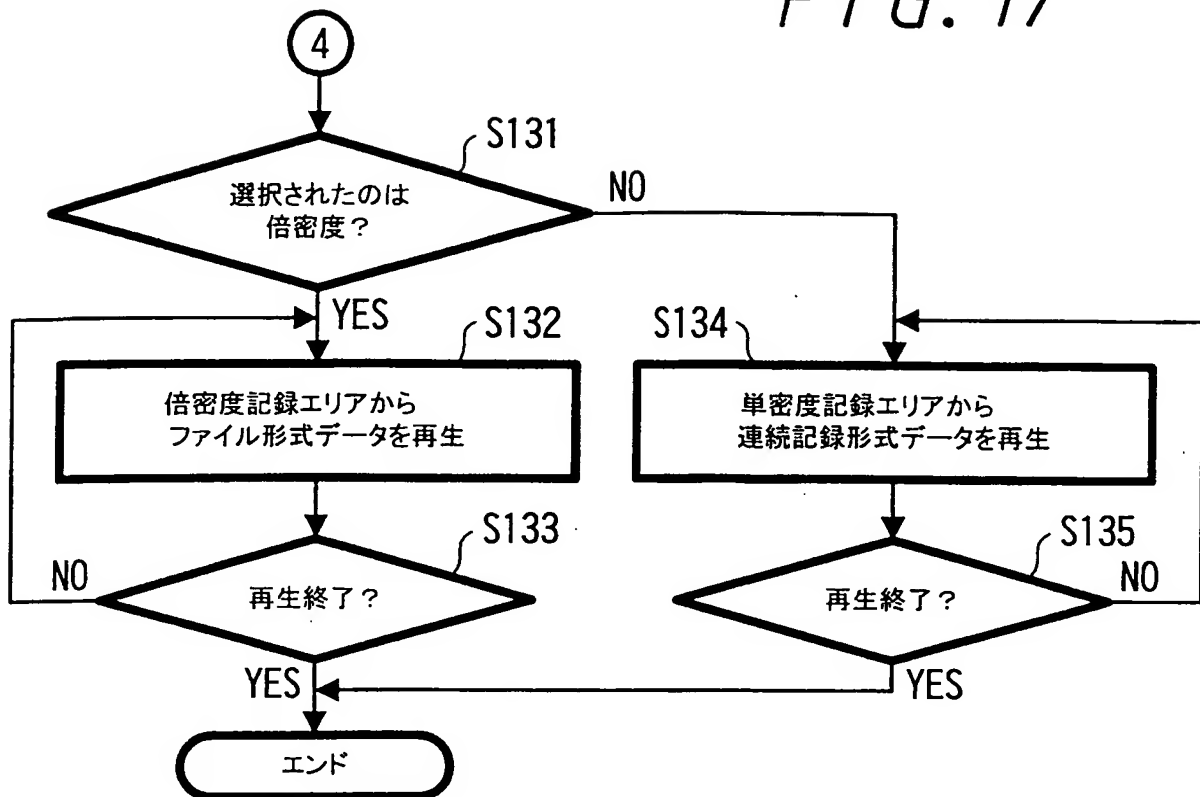 FIG. 17
4
S131
選択されたのは
倍密度？
NO
YES
S132
倍密度記録エリアから
ファイル形式データを再生
S134
単密度記録エリアから
連続記録形式データを再生
S133
再生終了？
NO
YES
S135
再生終了？
NO
YES
エンド